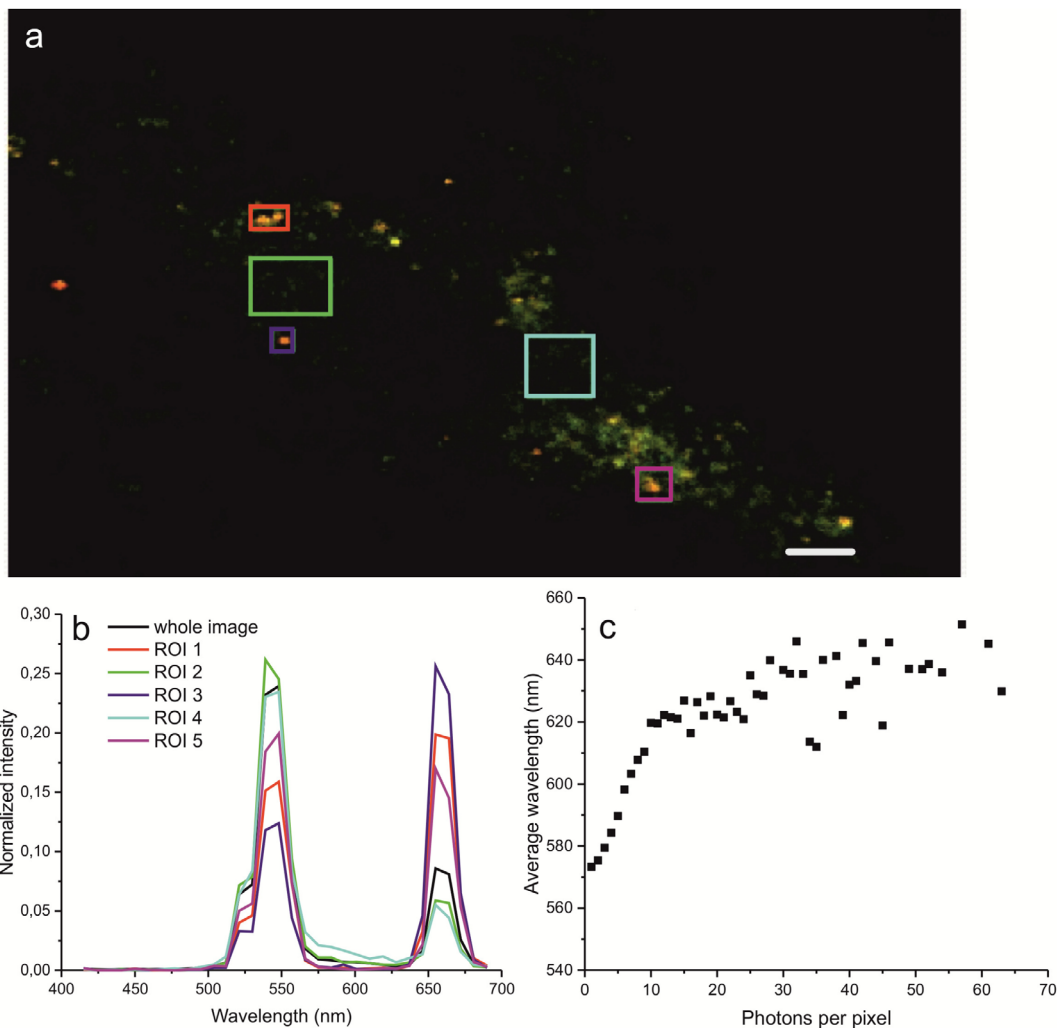 a
b
0,30
0,25
0,20
0,15
0,10
0,05
0,00
Normalized intensity
whole image
ROI 1
ROI 2
ROI 3
ROI 4
ROI 5
400
450
500
550
600
650
700
Wavelength (nm)
c
660
640
620
600
580
560
540
Average wavelength (nm)
0
10
20
30
40
50
60
70
Photons per pixel